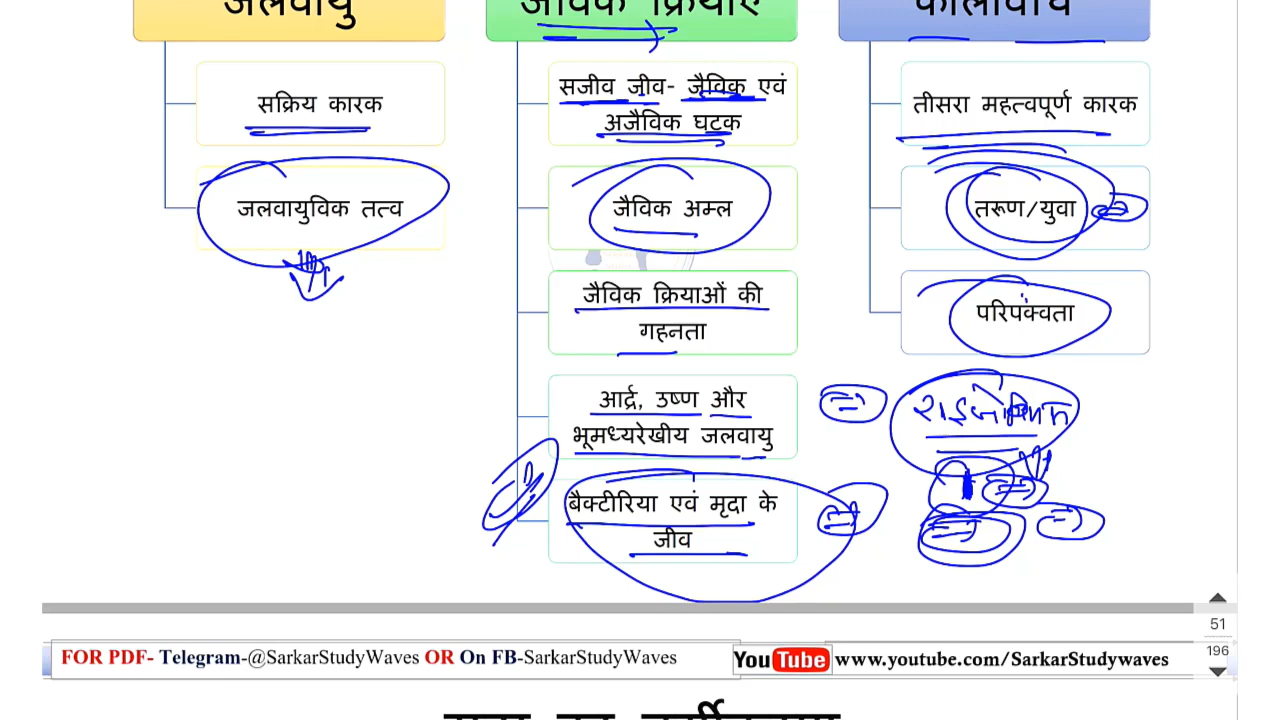 जलवायु
सक्रिय कारक
जलवायुविक तत्व
जैविक क्रियाएँ
सजीव जीव- जैविक एवं
अजैविक घटक
जैविक अम्ल
जैविक क्रियाओं की
गहनता
आर्द्र, उष्ण और
भूमध्यरेखीय जलवायु
बैक्टीरिया एवं मृदा के
जीव
कालावधि
तीसरा महत्वपूर्ण कारक
तरूण/युवा
परिपक्वता
51
196
FOR PDF- Telegram-@SarkarStudyWaves OR On FB-SarkarStudyWaves
YouTube www.youtube.com/SarkarStudywaves